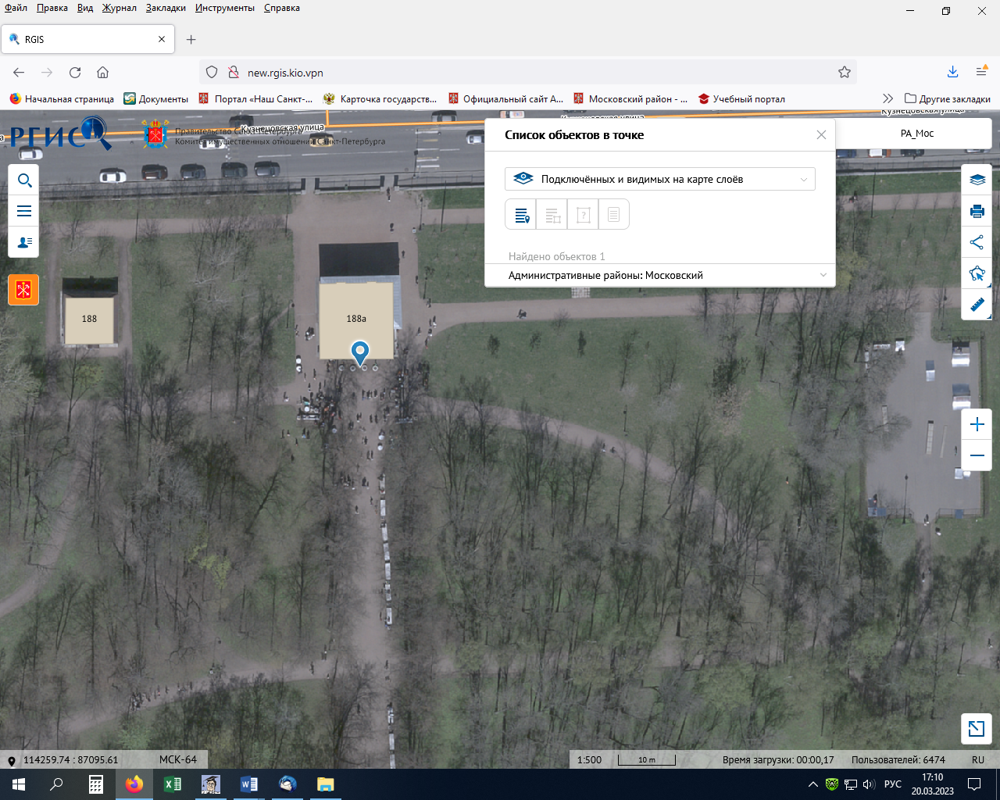 Файл Правка Вид Журнал Закладки Инструменты Справка
RGIS
new.rgis.kio.vpn
Начальная страница Документы Портал «Наш Санкт-... Карточка государств... Официальный сайт А... Московский район - ... Учебный портал Другие закладки
Кузнецовская улица
РГИС
Правительство Санкт-Петербурга
Комитет имущественных отношений Санкт-Петербурга
Кузнецовская улица
Кузнецовская улица
Список объектов в точке
РА_Мос
Подключённых и видимых на карте слоёв
Найдено объектов 1
Административные районы: Московский
188
188а
114259.74 : 87095.61 МСК-64
1:500 10 m Время загрузки: 00:00,17 Пользователей: 6474 RU
РУС
17:10
20.03.2023